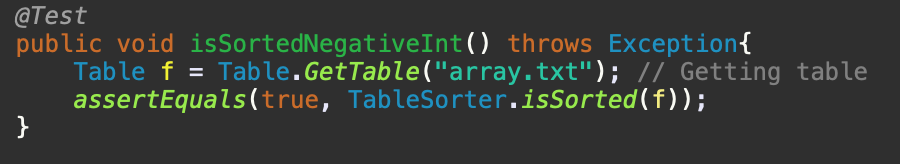 @Test
public void isSortedNegativeInt() throws Exception{
    Table f = Table.GetTable("array.txt"); // Getting table
    assertEquals(true, TableSorter.isSorted(f));
}